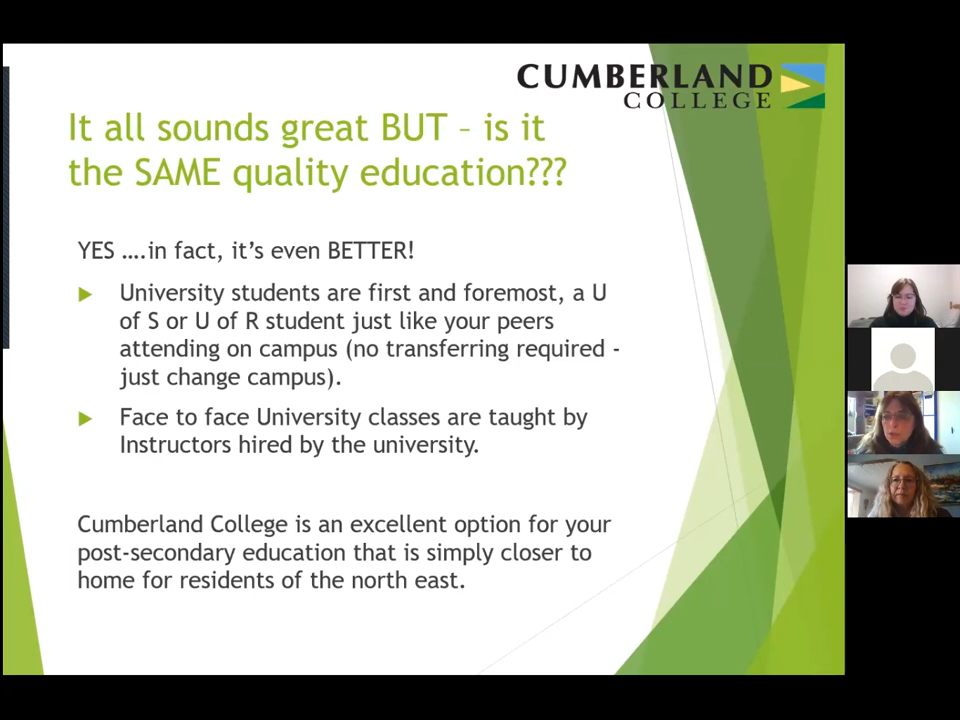 CUMBERLAND
COLLEGE
It all sounds great BUT – is it
the SAME quality education???
YES ….in fact, it’s even BETTER!
University students are first and foremost, a U
of S or U of R student just like your peers
attending on campus (no transferring required -
just change campus).
Face to face University classes are taught by
Instructors hired by the university.
Cumberland College is an excellent option for your
post-secondary education that is simply closer to
home for residents of the north east.